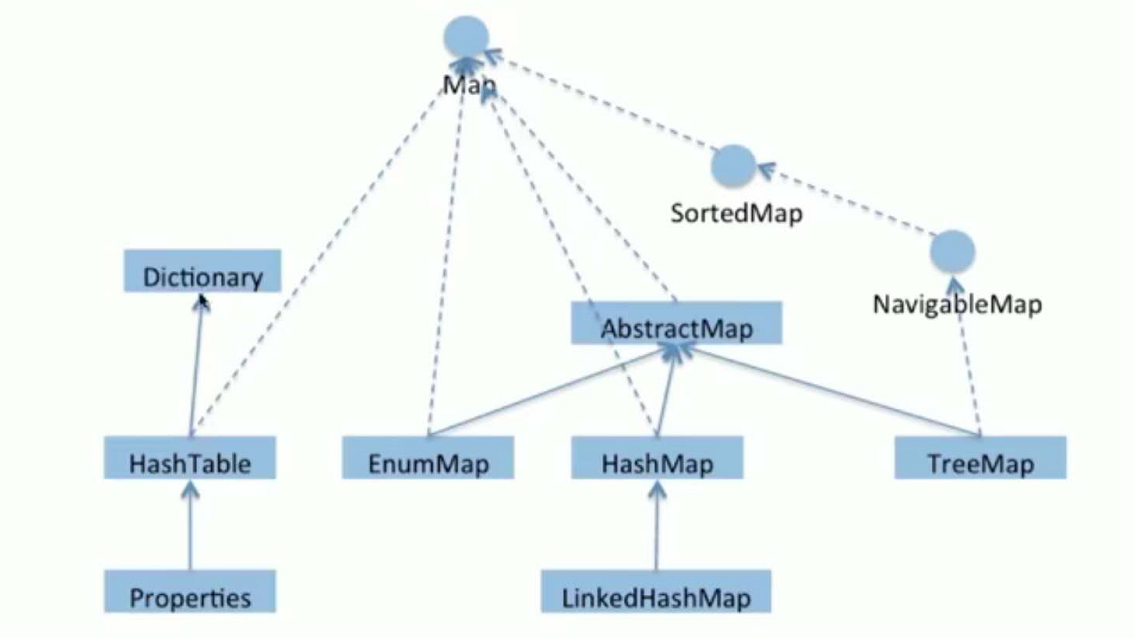 Map
SortedMap
Dictionary
NavigableMap
AbstractMap
HashTable
EnumMap
HashMap
TreeMap
Properties
LinkedHashMap